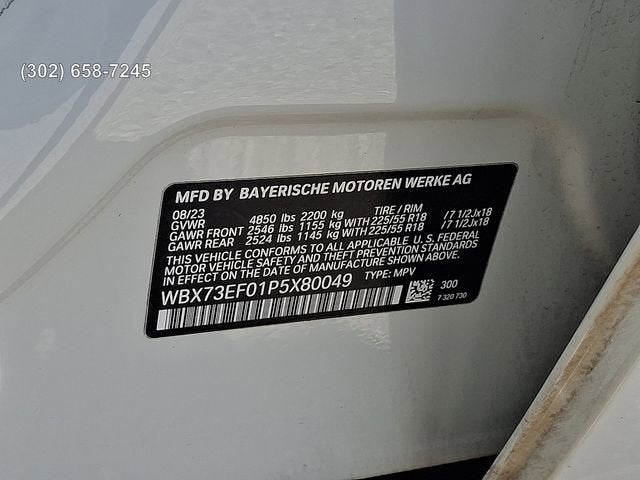 (302) 658-7245
MFD BY BAYERISCHE MOTOREN WERKE AG
08/23 TIRE / RIM
GVWR 4850 lbs 2200 kg
GAWR FRONT 2546 lbs 1155 kg WITH 225/55 R18 / 7 1/2Jx18
GAWR REAR 2524 lbs 1145 kg WITH 225/55 R18 / 7 1/2Jx18
THIS VEHICLE CONFORMS TO ALL APPLICABLE U. S. FEDERAL
MOTOR VEHICLE SAFETY AND THEFT PREVENTION STANDARDS
IN EFFECT ON THE DATE OF MANUFACTURE SHOWN ABOVE.
WBX73EF01P5X80049 TYPE: MPV
300
7 320 730